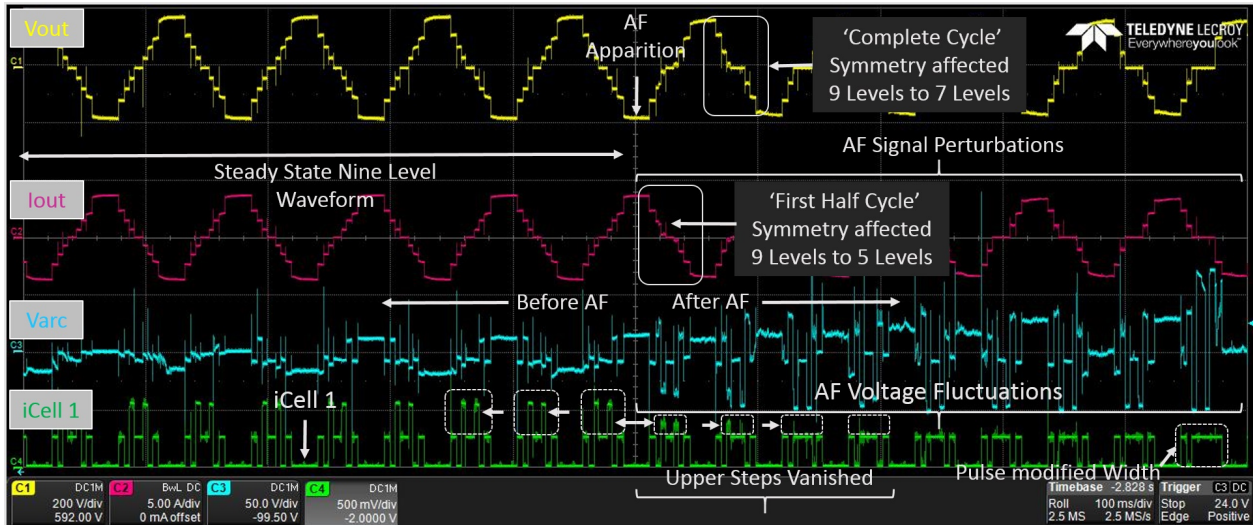 Vout
AF
Apparition
'Complete Cycle'
Symmetry affected
9 Levels to 7 Levels
TELEDYNE LECROY
Everywhereyoulook™
C1
Steady State Nine Level
Waveform
AF Signal Perturbations
Iout
C2
'First Half Cycle'
Symmetry affected
9 Levels to 5 Levels
Before AF
After AF
Varc
C3
AF Voltage Fluctuations
iCell 1
iCell 1
C4
Upper Steps Vanished
Pulse modified Width
C1 DC1M
200 V/div
592.00 V
C2 BwL DC
5.00 A/div
0 mA offset
C3 DC1M
50.0 V/div
-99.50 V
C4 DC1M
500 mV/div
-2.0000 V
Timebase -2.828 s
Roll 100 ms/div
2.5 MS 2.5 MS/s
Trigger C3 DC
Stop 24.0 V
Edge Positive